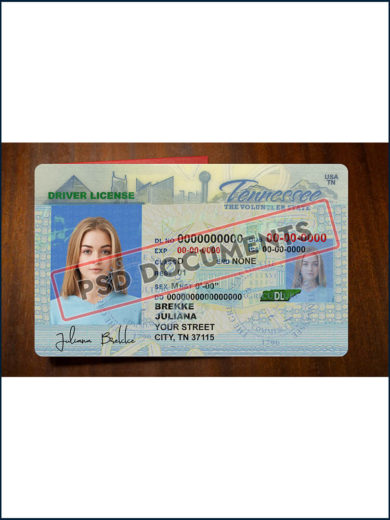 USA
TN
Tennessee
THE VOLUNTEER STATE
DRIVER LICENSE
DL NO. 0000000000 00-00-0000
EXP 00-00-0000 00-00-0000
CLASS D END NONE
SEX HGT 0'-00"
DD 0000000000000000
BREKKE
JULIANA
YOUR STREET
CITY, TN 37115
Juliana Brekke
PSD DOCUMENTS
1796